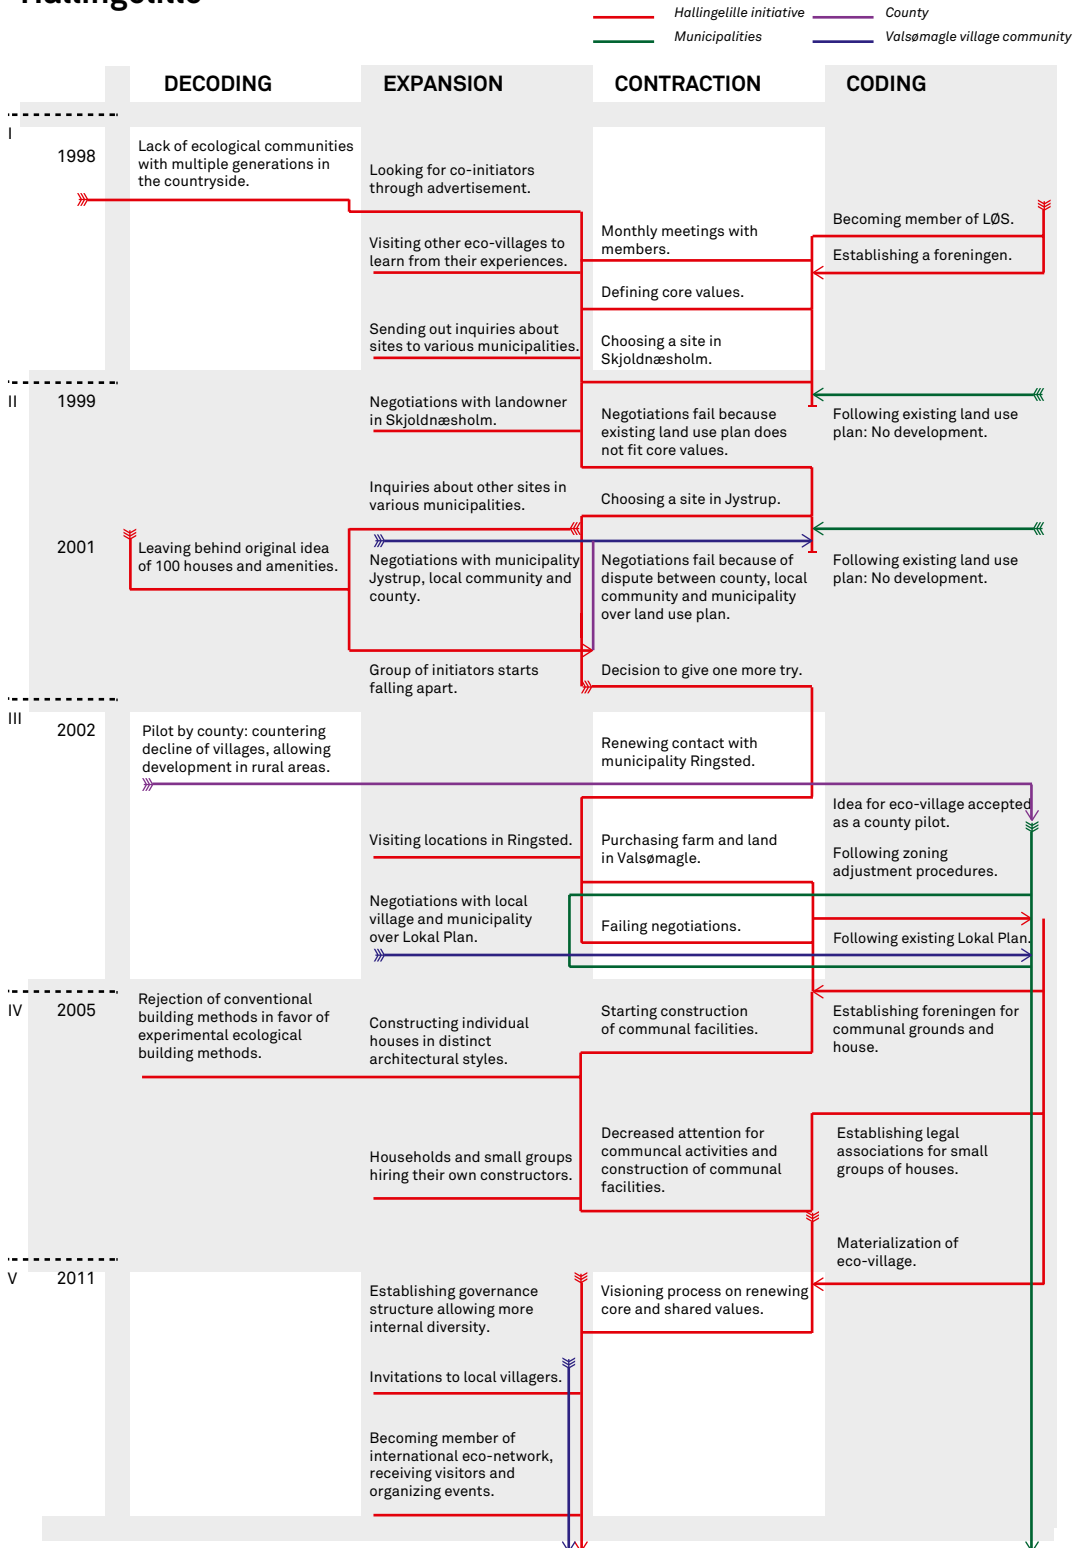 Hallingelille
Hallingelille initiative
County
Municipalities
Valsømagle village community
DECODING
EXPANSION
CONTRACTION
CODING
I
1998
Lack of ecological communities
with multiple generations in
the countryside.
Looking for co-initiators
through advertisement.
Becoming member of LØS.
Monthly meetings with
members.
Visiting other eco-villages to
learn from their experiences.
Establishing a foreningen.
Defining core values.
Sending out inquiries about
sites to various municipalities.
Choosing a site in
Skjoldnæsholm.
II
1999
Negotiations with landowner
in Skjoldnæsholm.
Negotiations fail because
existing land use plan does
not fit core values.
Following existing land use
plan: No development.
Inquiries about other sites in
various municipalities.
Choosing a site in Jystrup.
2001
Leaving behind original idea
of 100 houses and amenities.
Negotiations with municipality
Jystrup, local community and
county.
Negotiations fail because of
dispute between county, local
community and municipality
over land use plan.
Following existing land use
plan: No development.
Group of initiators starts
falling apart.
Decision to give one more try.
III
2002
Pilot by county: countering
decline of villages, allowing
development in rural areas.
Renewing contact with
municipality Ringsted.
Idea for eco-village accepted
as a county pilot.
Visiting locations in Ringsted.
Purchasing farm and land
in Valsømagle.
Following zoning
adjustment procedures.
Negotiations with local
village and municipality
over Lokal Plan.
Failing negotiations.
Following existing Lokal Plan.
IV
2005
Rejection of conventional
building methods in favor of
experimental ecological
building methods.
Constructing individual
houses in distinct
architectural styles.
Starting construction
of communal facilities.
Establishing foreningen for
communal grounds and
house.
Households and small groups
hiring their own constructors.
Decreased attention for
communcal activities and
construction of communal
facilities.
Establishing legal
associations for small
groups of houses.
Materialization of
eco-village.
V
2011
Establishing governance
structure allowing more
internal diversity.
Visioning process on renewing
core and shared values.
Invitations to local villagers.
Becoming member of
international eco-network,
receiving visitors and
organizing events.